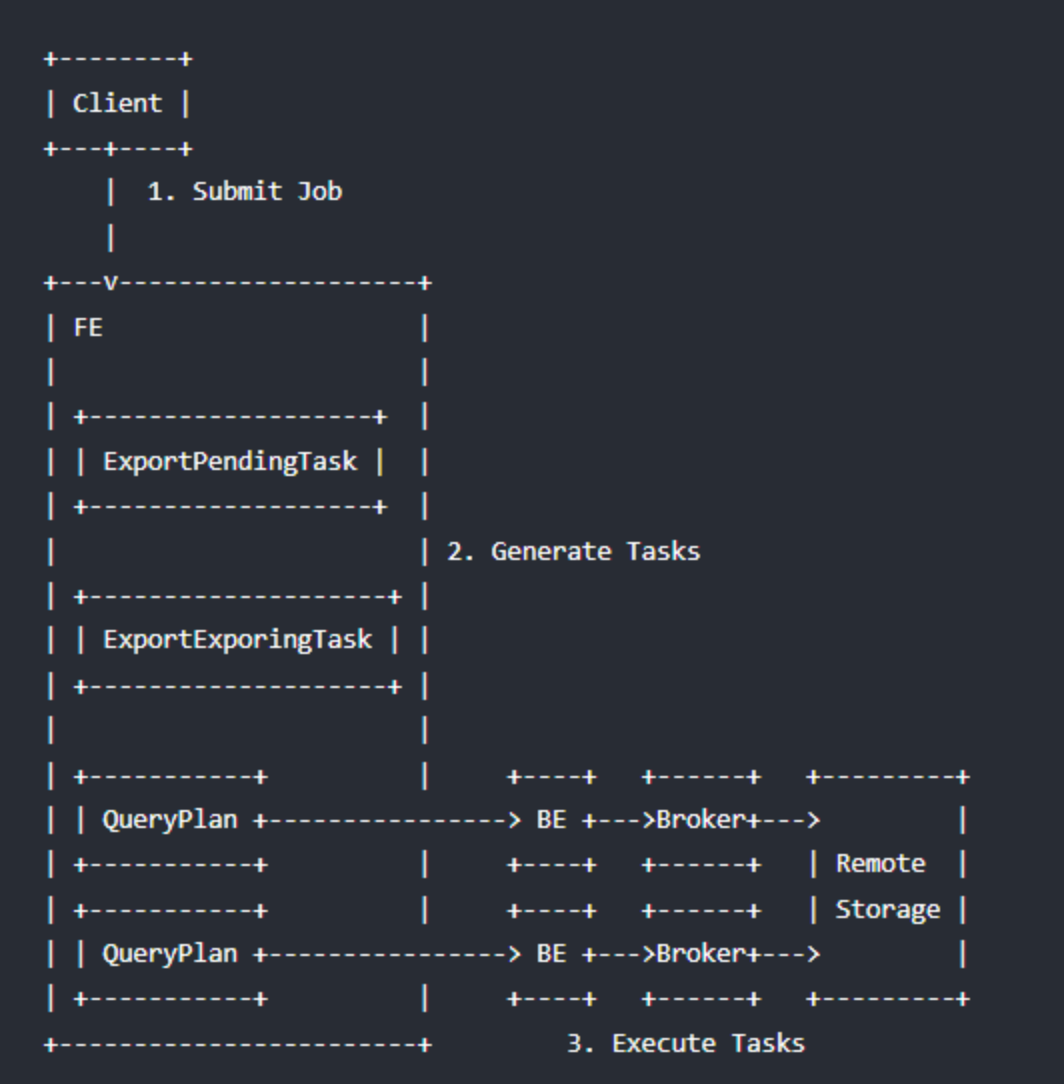 +--------+
| Client |
+---+----+
    |  1. Submit Job
    |
+---v--------------------+
| FE                     |
|                        |
| +-------------------+  |
| | ExportPendingTask |  |
| +-------------------+  |
|                        | 2. Generate Tasks
| +--------------------+ |
| | ExportExporingTask | |
| +--------------------+ |
|                        |
| +-----------+          |     +----+   +------+   +---------+
| | QueryPlan +----------------> BE +--->Broker+--->         |
| +-----------+          |     +----+   +------+   | Remote  |
| +-----------+          |     +----+   +------+   | Storage |
| | QueryPlan +----------------> BE +--->Broker+--->         |
| +-----------+          |     +----+   +------+   +---------+
+------------------------+         3. Execute Tasks